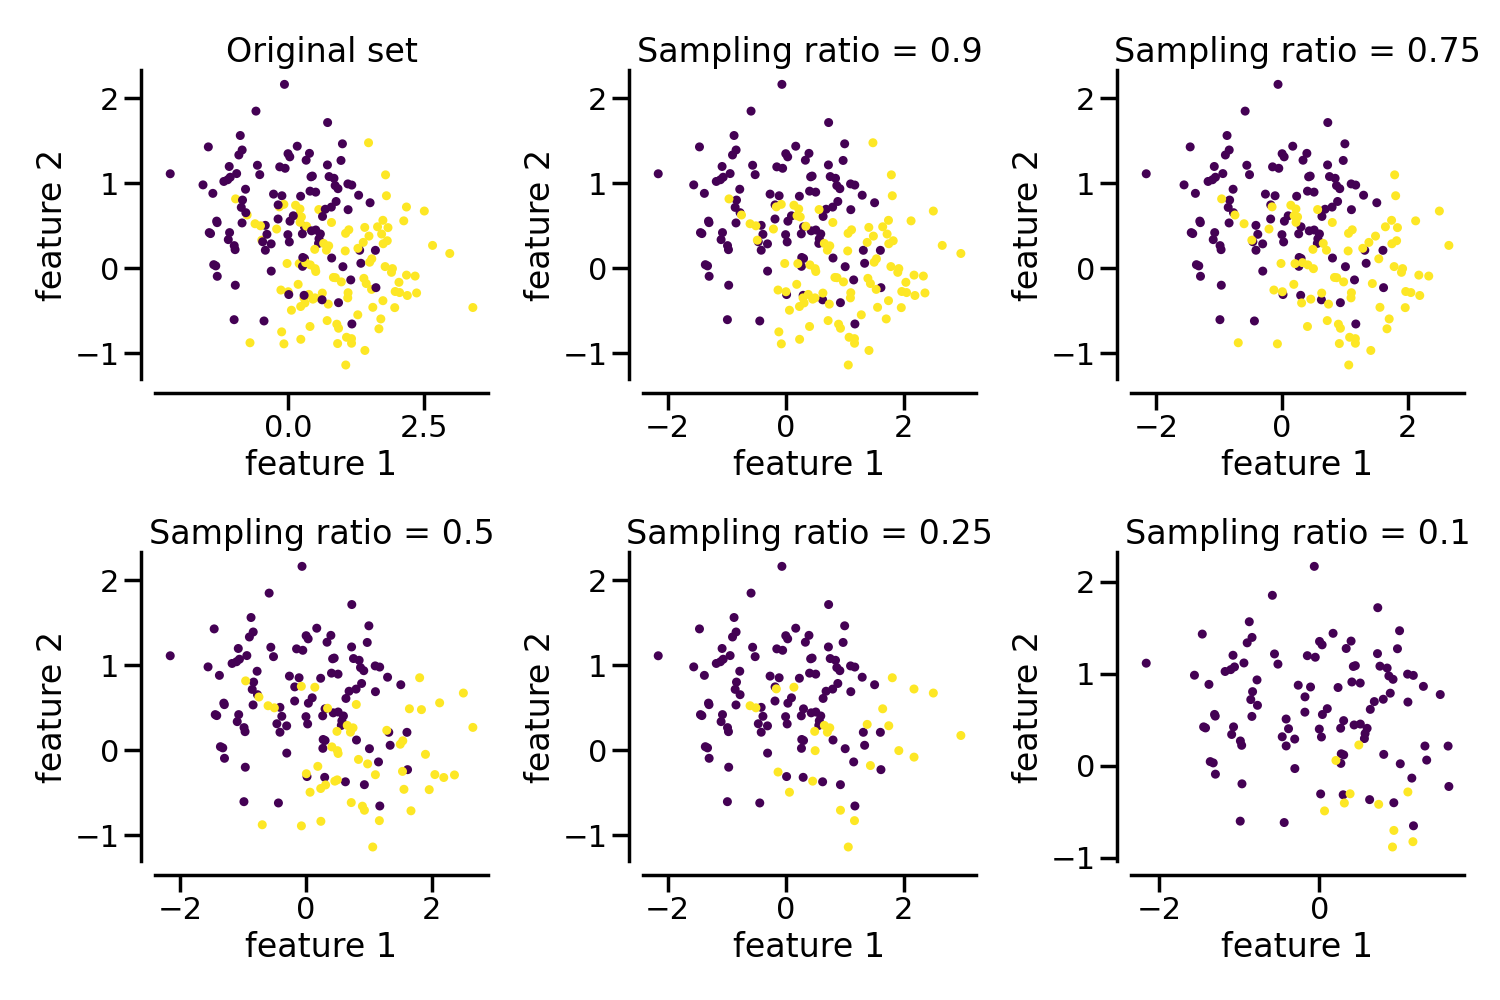 Original set
2
1
0
−1
feature 2
0.0
2.5
feature 1
Sampling ratio = 0.9
2
1
0
−1
feature 2
−2
0
2
feature 1
Sampling ratio = 0.75
2
1
0
−1
feature 2
−2
0
2
feature 1
Sampling ratio = 0.5
2
1
0
−1
feature 2
−2
0
2
feature 1
Sampling ratio = 0.25
2
1
0
−1
feature 2
−2
0
2
feature 1
Sampling ratio = 0.1
2
1
0
−1
feature 2
−2
0
feature 1